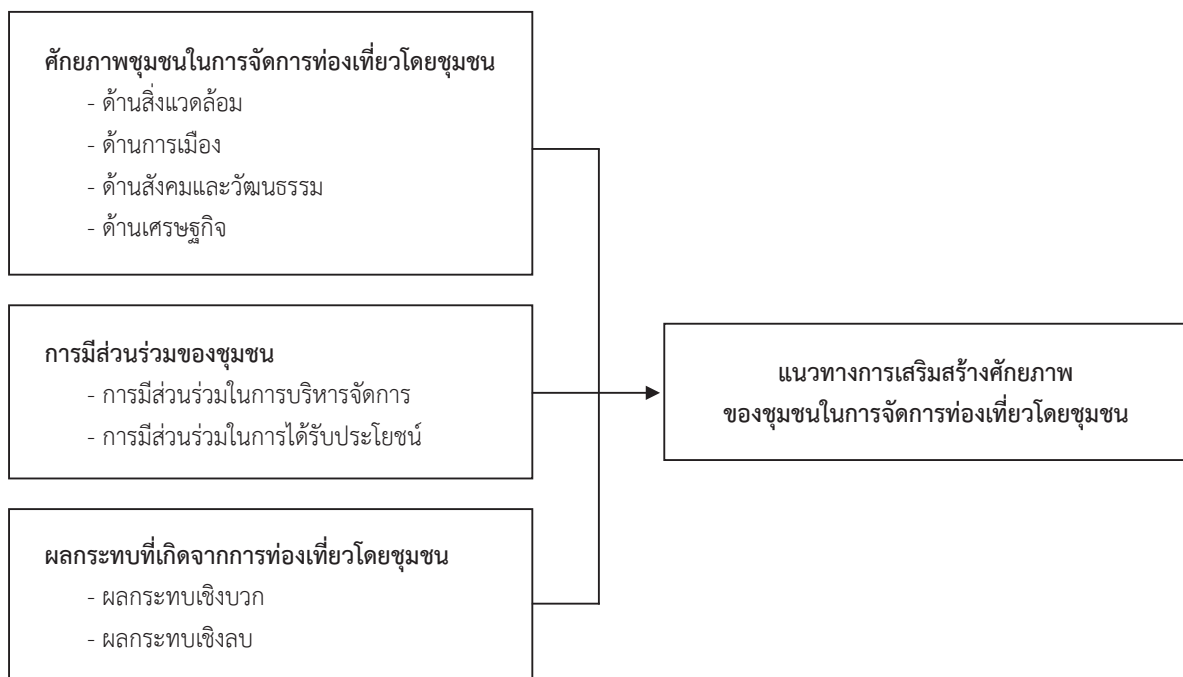 ศักยภาพชุมชนในการจัดการท่องเที่ยวโดยชุมชน
- ด้านสิ่งแวดล้อม
- ด้านการเมือง
- ด้านสังคมและวัฒนธรรม
- ด้านเศรษฐกิจ
การมีส่วนร่วมของชุมชน
- การมีส่วนร่วมในการบริหารจัดการ
- การมีส่วนร่วมในการได้รับประโยชน์
ผลกระทบที่เกิดจากการท่องเที่ยวโดยชุมชน
- ผลกระทบเชิงบวก
- ผลกระทบเชิงลบ
แนวทางการเสริมสร้างศักยภาพ
ของชุมชนในการจัดการท่องเที่ยวโดยชุมชน